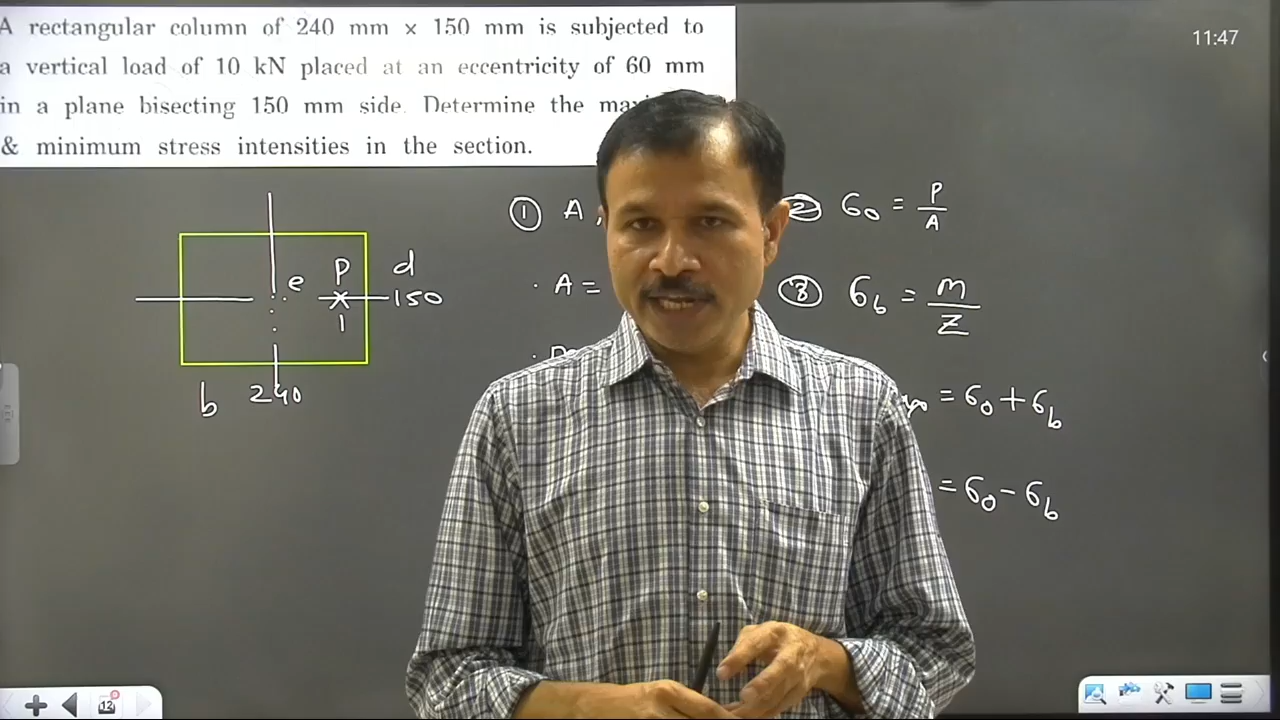 A rectangular column of 240 mm × 150 mm is subjected to
a vertical load of 10 kN placed at an eccentricity of 60 mm
in a plane bisecting 150 mm side. Determine the
& minimum stress intensities in the section.
11:47
① A,
② σ₀ = P/A
· A =
③ σb = M/Z
= σ₀ + σb
= σ₀ - σb
e
P
d
150
b 240
12